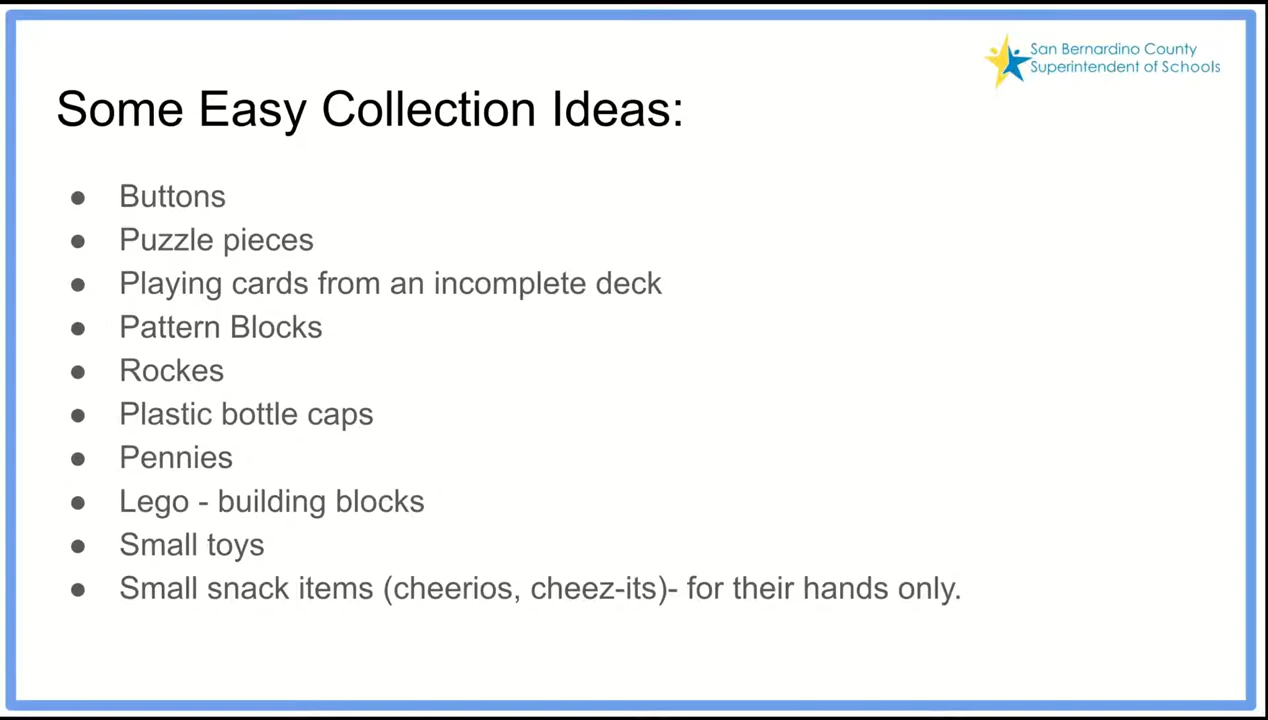 San Bernardino County
Superintendent of Schools
Some Easy Collection Ideas:
● Buttons
● Puzzle pieces
● Playing cards from an incomplete deck
● Pattern Blocks
● Rockes
● Plastic bottle caps
● Pennies
● Lego - building blocks
● Small toys
● Small snack items (cheerios, cheez-its)- for their hands only.